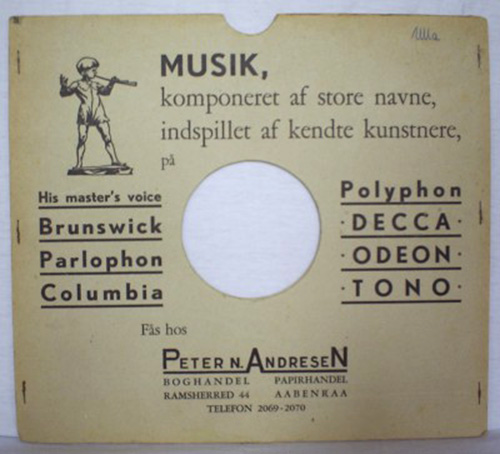 MUSIK,
komponeret af store navne,
indspillet af kendte kunstnere,
på
His master's voice
Brunswick
Parlophon
Columbia
Polyphon
·DECCA·
·ODEON·
·TONO·
Fås hos
PETER N. ANDRESEN
BOGHANDEL PAPIRHANDEL
RAMSHERRED 44 AABENRAA
TELEFON 2069-2070